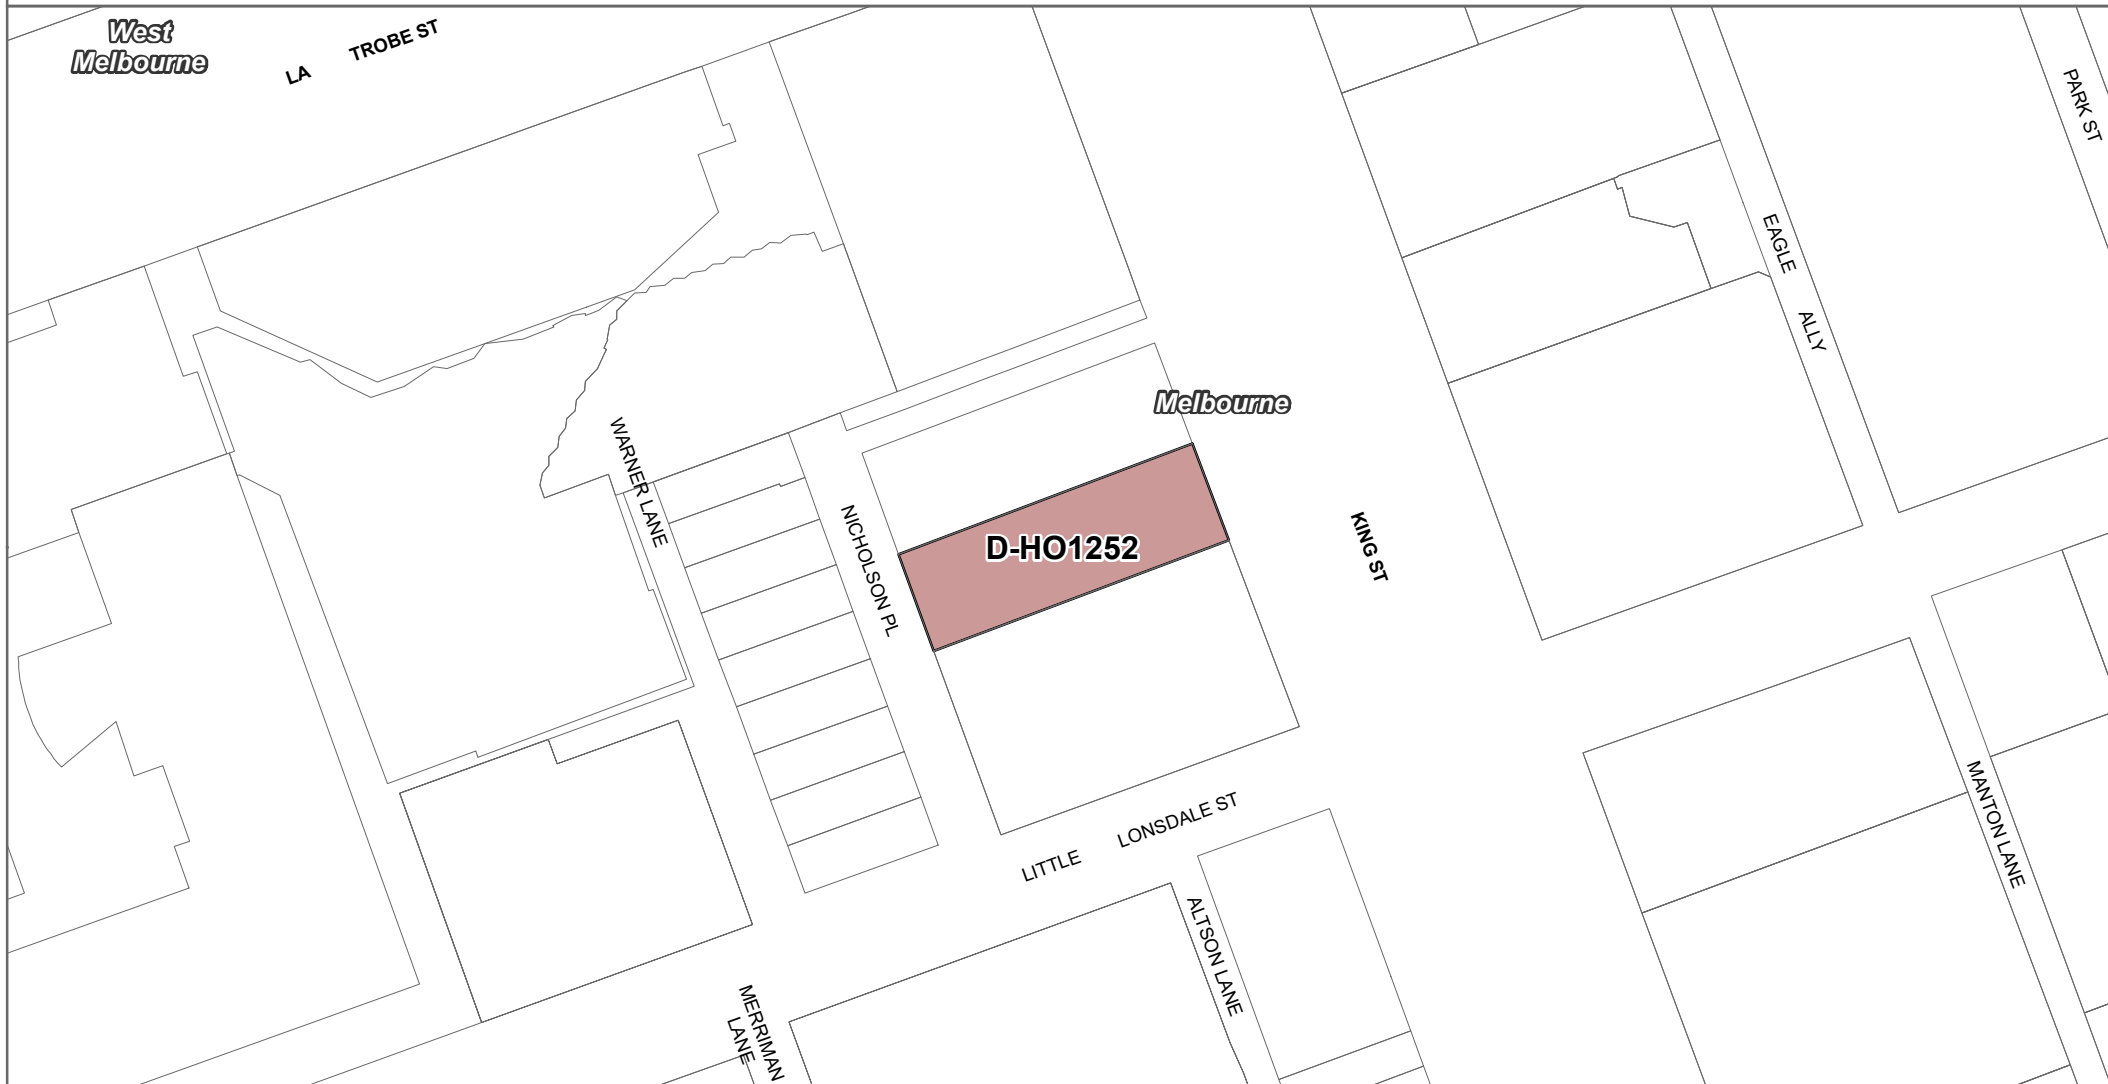 West
Melbourne
LA TROBE ST
PARK ST
EAGLE ALLY
Melbourne
WARNER LANE
NICHOLSON PL
D-HO1252
KING ST
LITTLE LONSDALE ST
MANTON LANE
ALTSON LANE
MERRIMAN
LANE